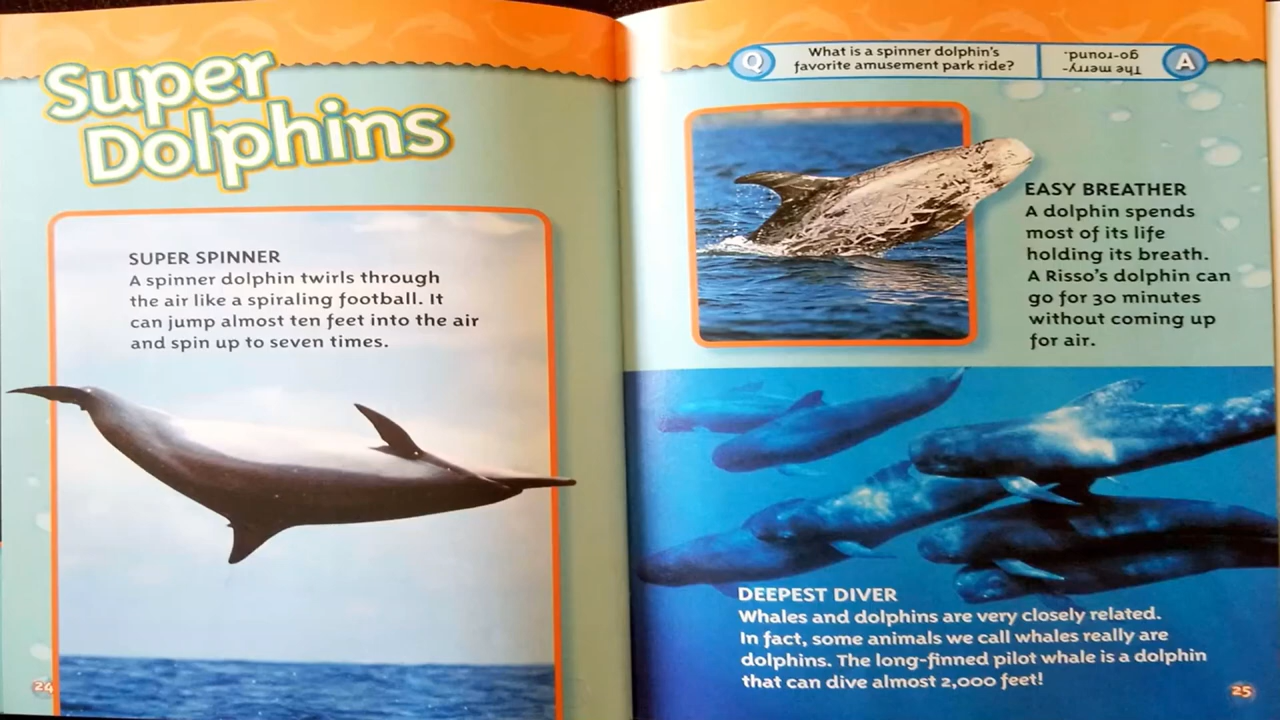 Super
Dolphins
SUPER SPINNER
A spinner dolphin twirls through
the air like a spiraling football. It
can jump almost ten feet into the air
and spin up to seven times.
24
Q
What is a spinner dolphin's
favorite amusement park ride?
The merry-
go-round.
A
EASY BREATHER
A dolphin spends
most of its life
holding its breath.
A Risso's dolphin can
go for 30 minutes
without coming up
for air.
DEEPEST DIVER
Whales and dolphins are very closely related.
In fact, some animals we call whales really are
dolphins. The long-finned pilot whale is a dolphin
that can dive almost 2,000 feet!
25